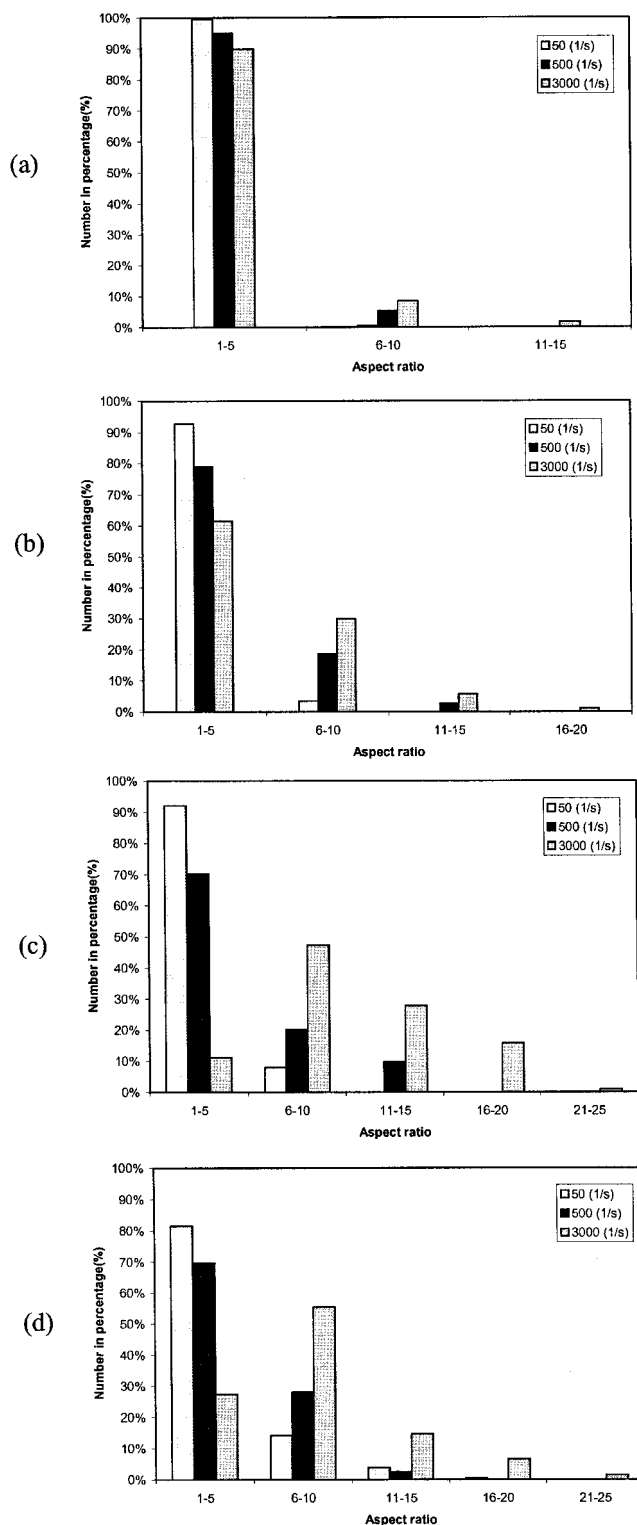 (a)
Number in percentage(%)
100%
90%
80%
70%
60%
50%
40%
30%
20%
10%
0%
50 (1/s)
500 (1/s)
3000 (1/s)
1-5
6-10
11-15
Aspect ratio
(b)
Number in percentage(%)
100%
90%
80%
70%
60%
50%
40%
30%
20%
10%
0%
50 (1/s)
500 (1/s)
3000 (1/s)
1-5
6-10
11-15
16-20
Aspect ratio
(c)
Number in percentage(%)
100%
90%
80%
70%
60%
50%
40%
30%
20%
10%
0%
50 (1/s)
500 (1/s)
3000 (1/s)
1-5
6-10
11-15
16-20
21-25
Aspect ratio
(d)
Number in percentage(%)
100%
90%
80%
70%
60%
50%
40%
30%
20%
10%
0%
50 (1/s)
500 (1/s)
3000 (1/s)
1-5
6-10
11-15
16-20
21-25
Aspect ratio